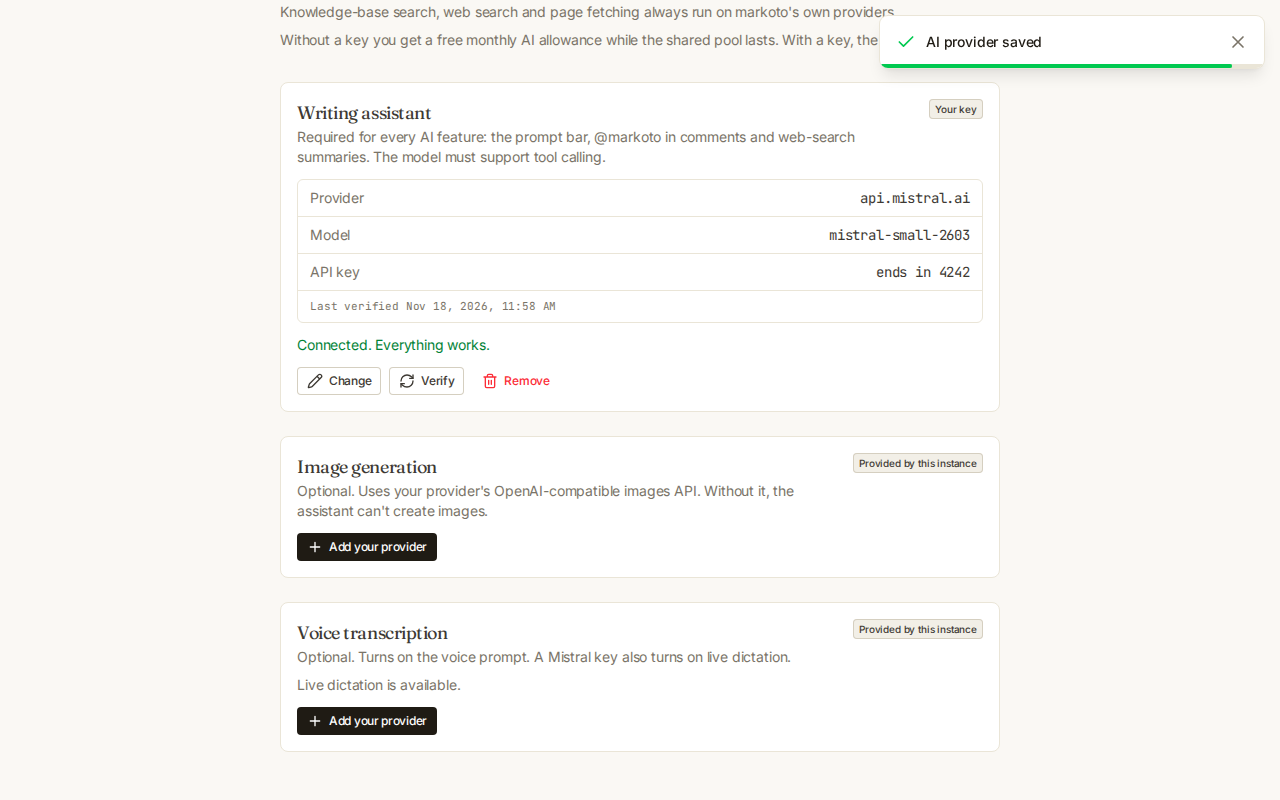 Knowledge-base search, web search and page fetching always run on markoto's own providers
Without a key you get a free monthly AI allowance while the shared pool lasts. With a key, the
AI provider saved
Writing assistant
Your key
Required for every AI feature: the prompt bar, @markoto in comments and web-search
summaries. The model must support tool calling.
Provider api.mistral.ai
Model mistral-small-2603
API key ends in 4242
Last verified Nov 18, 2026, 11:58 AM
Connected. Everything works.
Change Verify Remove
Image generation
Provided by this instance
Optional. Uses your provider's OpenAI-compatible images API. Without it, the
assistant can't create images.
Add your provider
Voice transcription
Provided by this instance
Optional. Turns on the voice prompt. A Mistral key also turns on live dictation.
Live dictation is available.
Add your provider